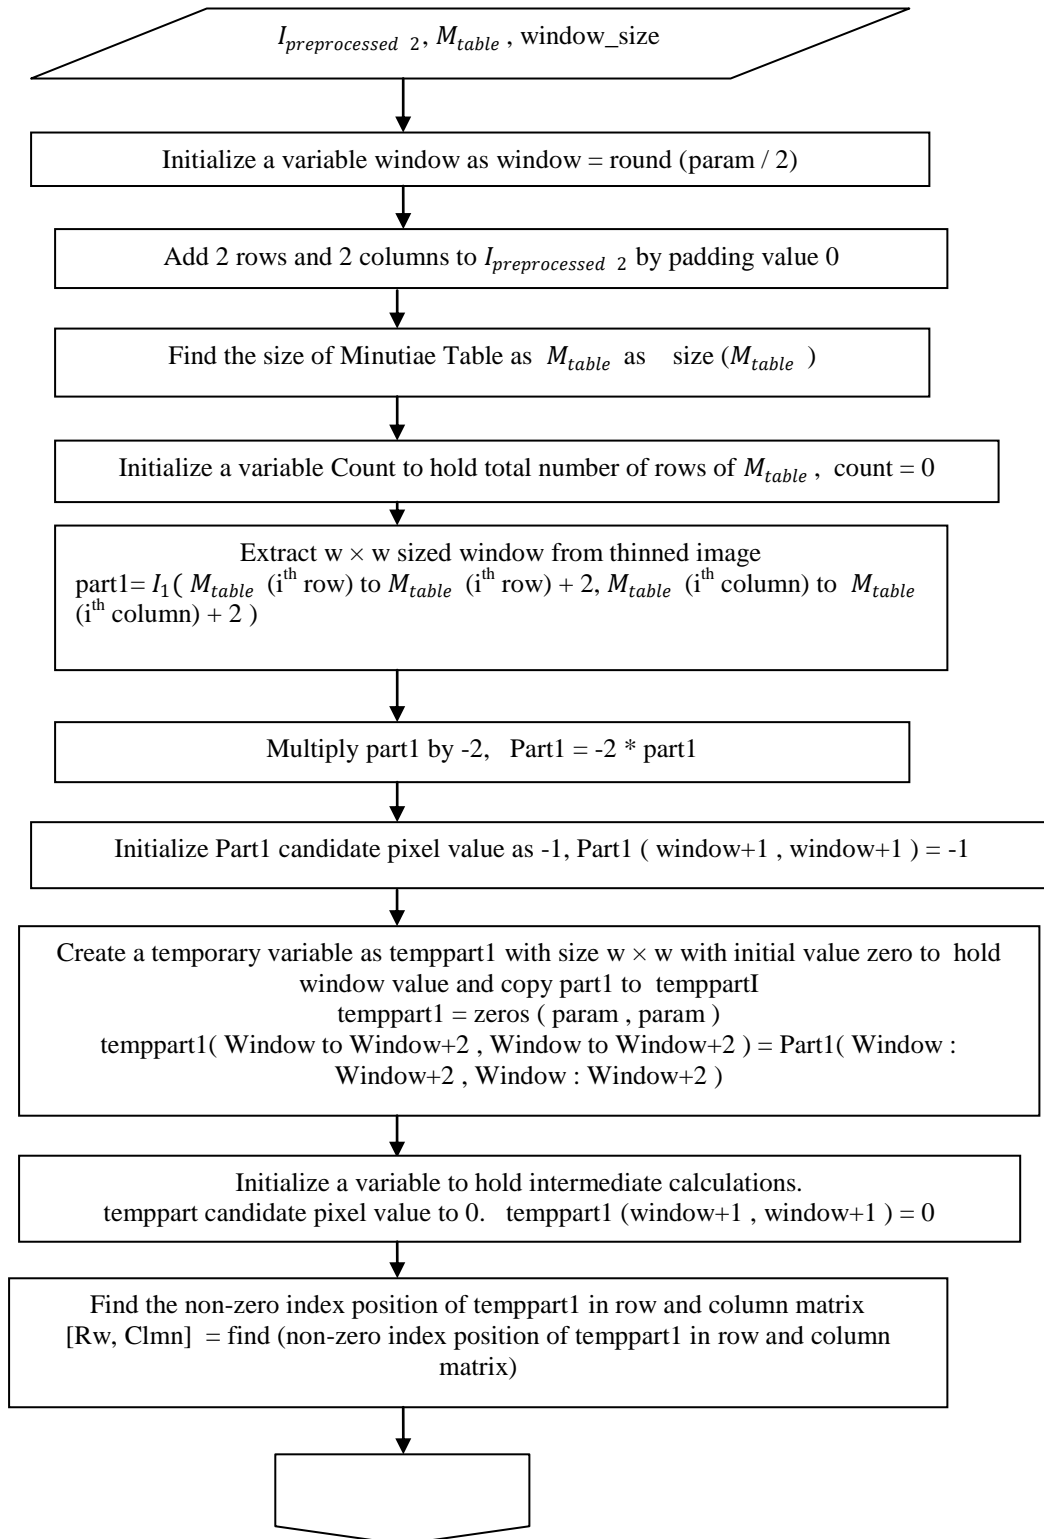 I_preprocessed 2, M_table , window_size
Initialize a variable window as window = round (param / 2)
Add 2 rows and 2 columns to I_preprocessed 2 by padding value 0
Find the size of Minutiae Table as M_table as size (M_table )
Initialize a variable Count to hold total number of rows of M_table , count = 0
Extract w × w sized window from thinned image
part1= I_1( M_table (i^th row) to M_table (i^th row) + 2, M_table (i^th column) to M_table
(i^th column) + 2 )
Multiply part1 by -2, Part1 = -2 * part1
Initialize Part1 candidate pixel value as -1, Part1 ( window+1 , window+1 ) = -1
Create a temporary variable as temppart1 with size w × w with initial value zero to hold
window value and copy part1 to temppartI
temppart1 = zeros ( param , param )
temppart1( Window to Window+2 , Window to Window+2 ) = Part1( Window :
Window+2 , Window : Window+2 )
Initialize a variable to hold intermediate calculations.
temppart candidate pixel value to 0. temppart1 (window+1 , window+1 ) = 0
Find the non-zero index position of temppart1 in row and column matrix
[Rw, Clmn] = find (non-zero index position of temppart1 in row and column
matrix)